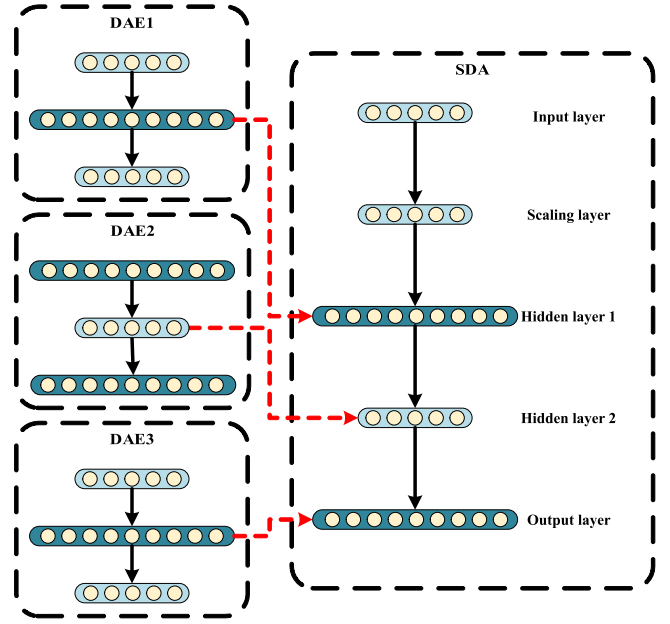 DAE1
DAE2
DAE3
SDA
Input layer
Scaling layer
Hidden layer 1
Hidden layer 2
Output layer